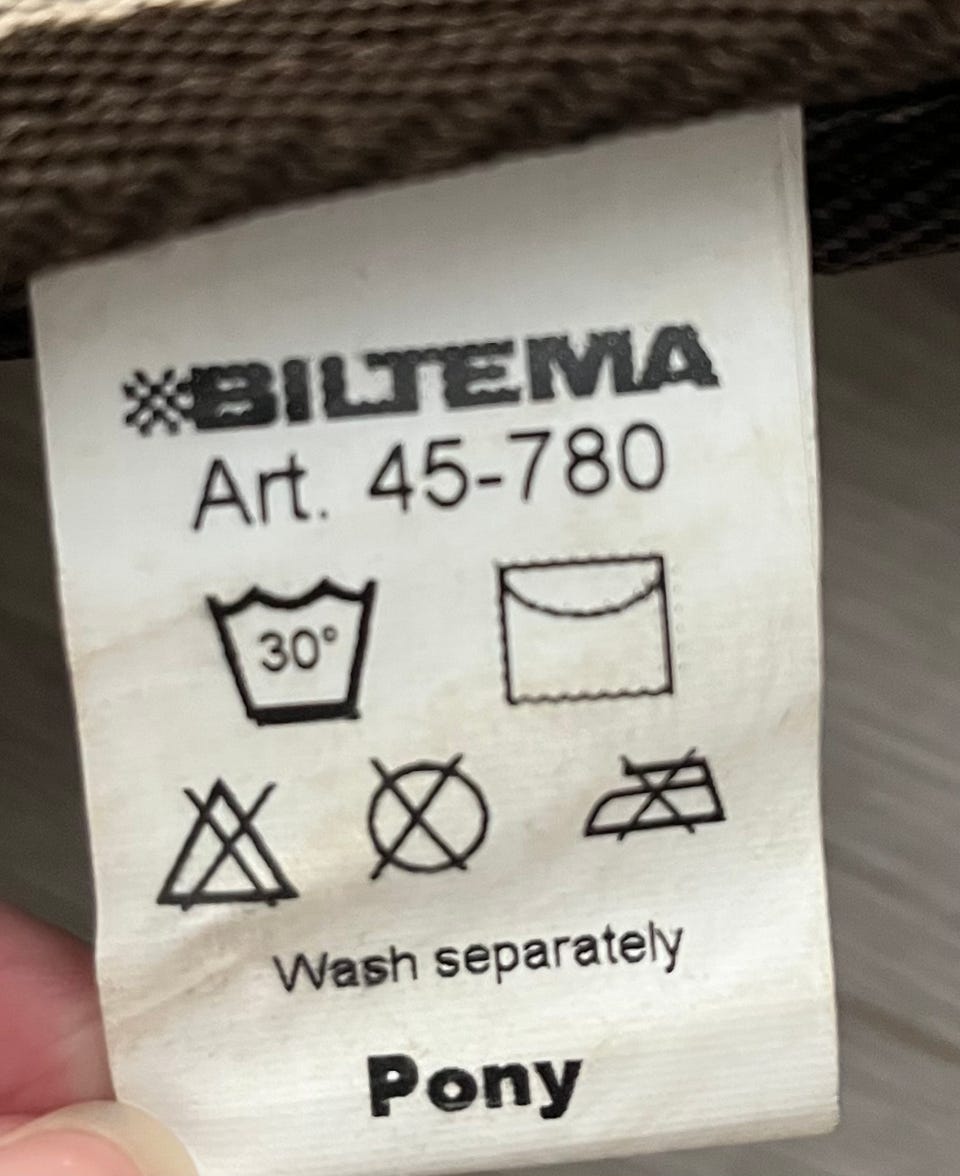 BILTEMA
Art. 45-780
30°
Wash separately
Pony